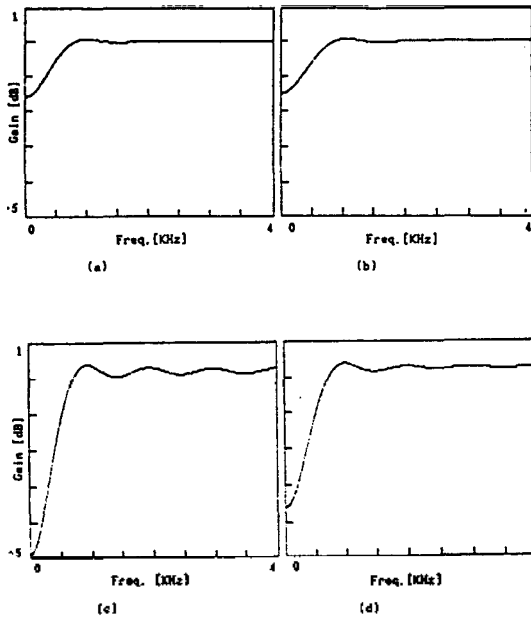 1
Gain [dB]
-5
0
4
0
4
Freq.[KHz]
Freq.[KHz]
(a)
(b)
1
Gain [dB]
-5
0
4
0
Freq. [KHz]
Freq.[KHz]
[c]
(d)